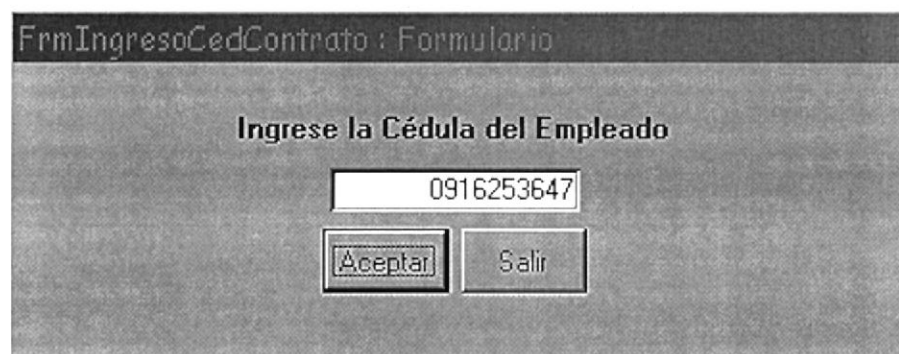 FrmIngresoCedContrato : Formulario
Ingrese la Cédula del Empleado
0916253647
Aceptar Salir